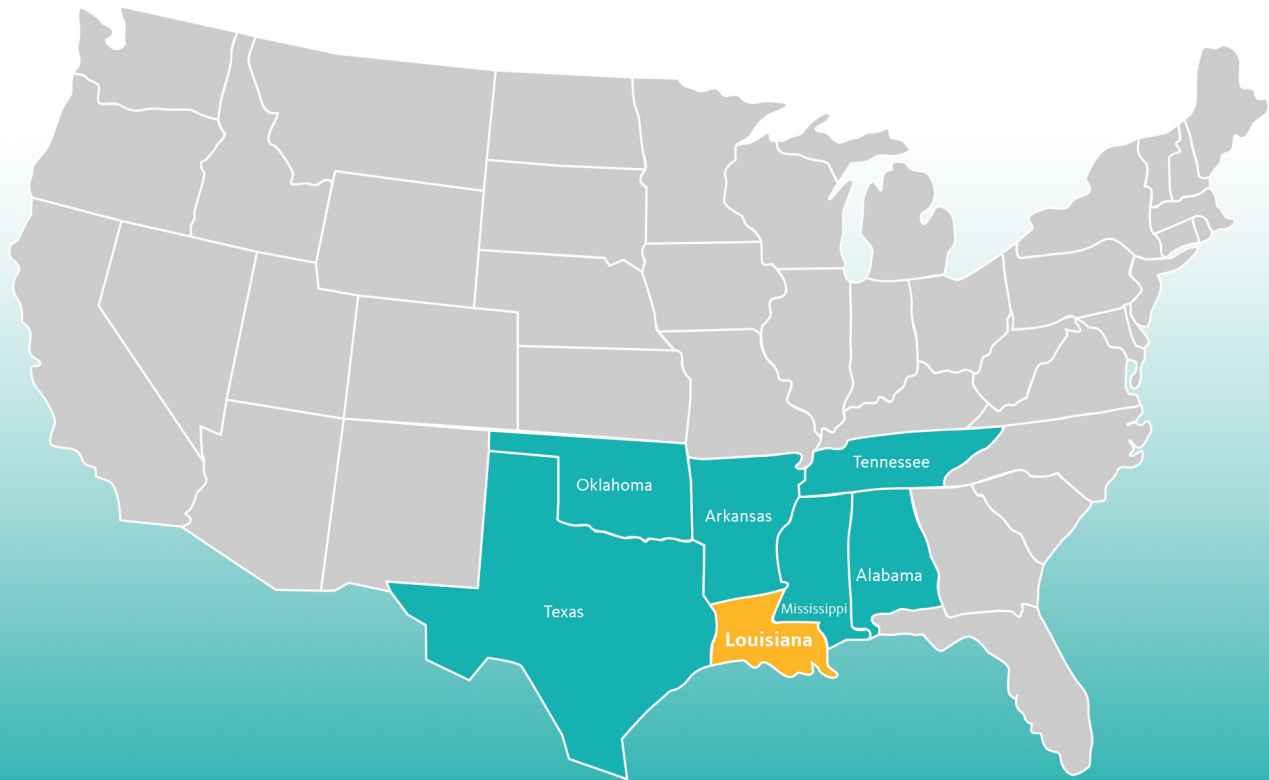 Tennessee
Oklahoma
Arkansas
Alabama
Texas
Mississippi
Louisiana